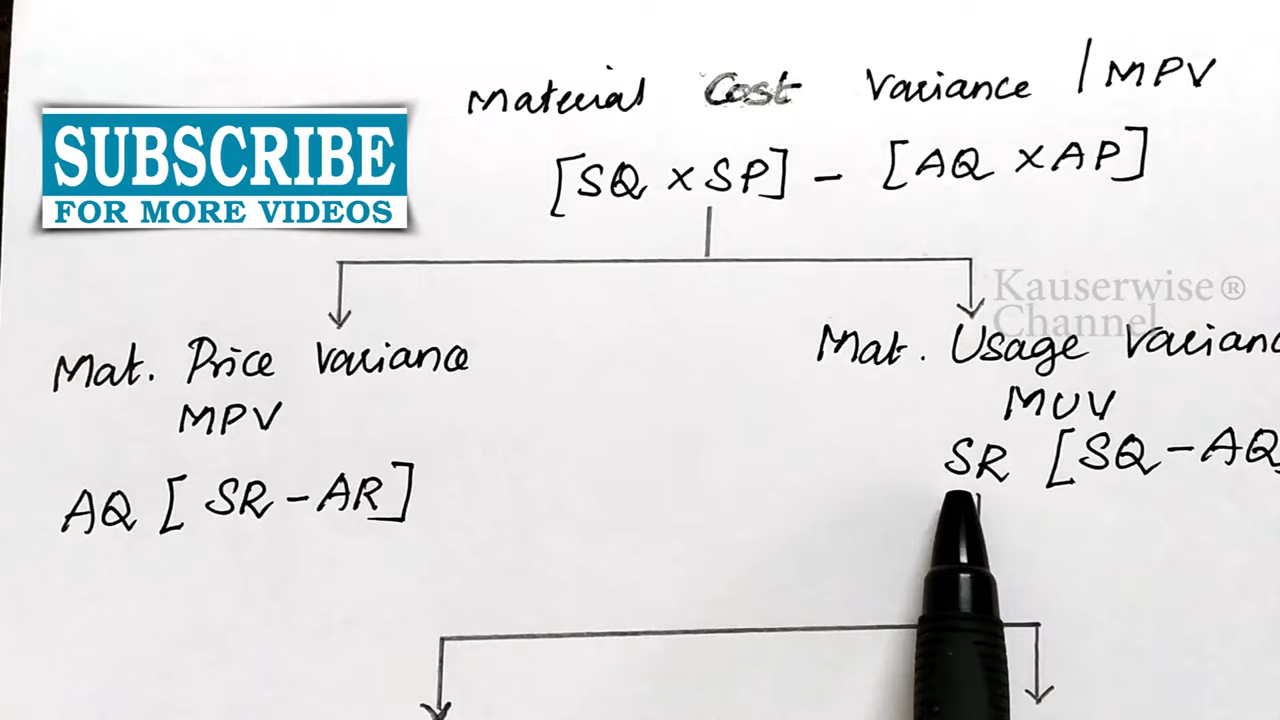 Material Cost Variance / MPV
[SQ × SP] - [AQ × AP]
SUBSCRIBE
FOR MORE VIDEOS
Kauserwise®
Channel
Mat. Price Variance
MPV
AQ [SR - AR]
Mat. Usage Varianc
MUV
SR [SQ - AQ